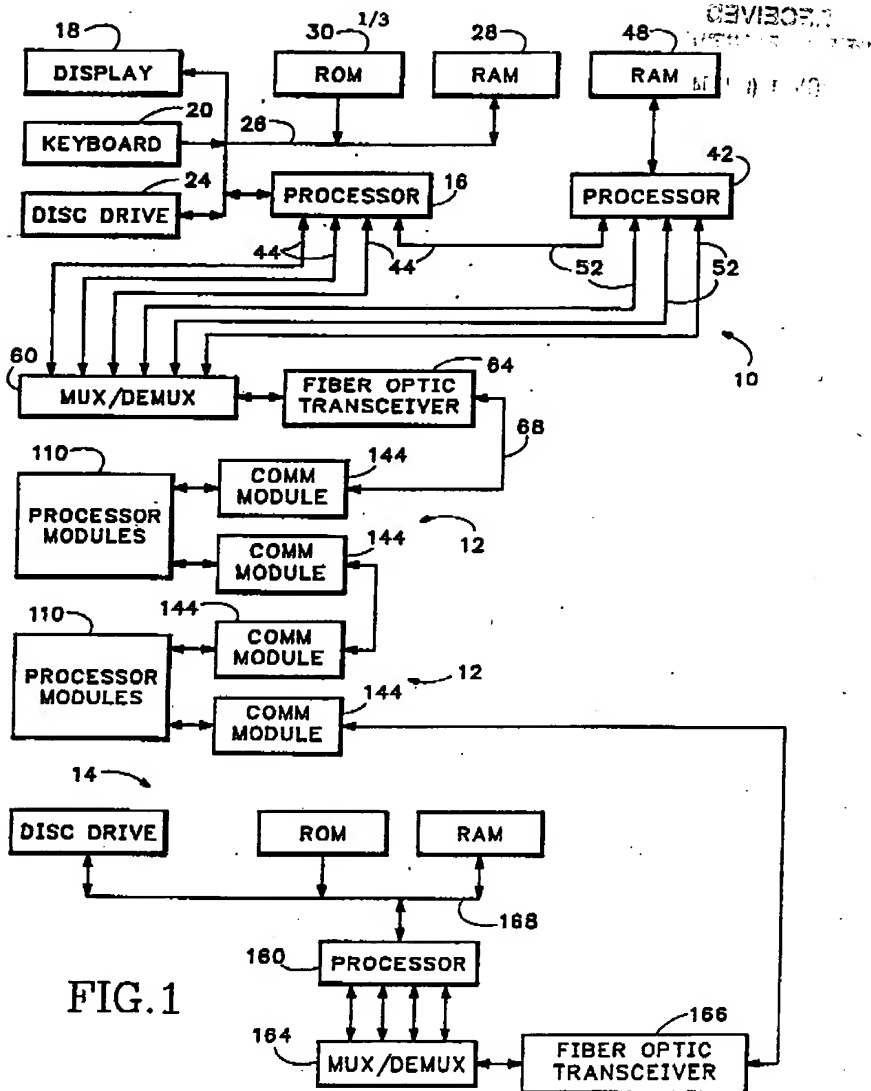 1/3
18 30 28 48
DISPLAY ROM RAM RAM
20 26
KEYBOARD
24 42
DISC DRIVE PROCESSOR 16 PROCESSOR
44 44 52 52
60 64 10
MUX/DEMUX FIBER OPTIC
TRANSCEIVER
68
110 144
PROCESSOR
MODULES
COMM
MODULE
12
144
COMM
MODULE
110 144
PROCESSOR
MODULES
COMM
MODULE
12
144
COMM
MODULE
14
DISC DRIVE ROM RAM
168
160 PROCESSOR
FIG.1
166
164 MUX/DEMUX FIBER OPTIC
TRANSCEIVER